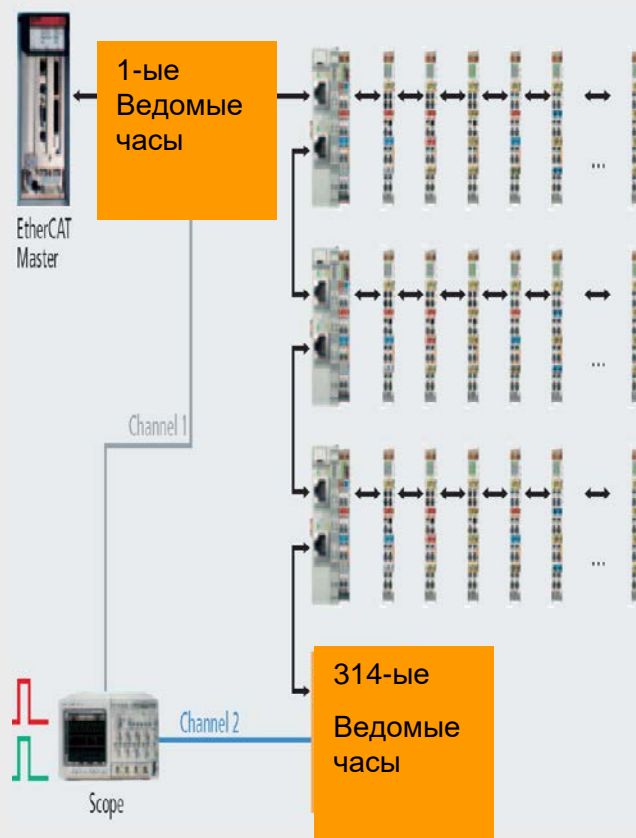 1-ые
Ведомые
часы
EtherCAT
Master
...
...
Channel 1
...
314-ые
Ведомые
часы
Channel 2
Scope